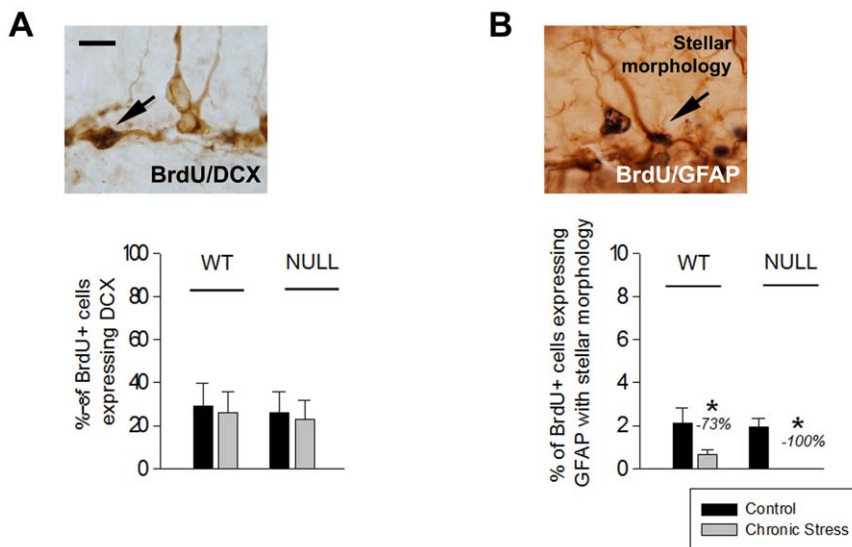 A
BrdU/DCX
%-of BrdU+ cells
expressing DCX
100
80
60
40
20
0
WT
NULL
B
Stellar
morphology
BrdU/GFAP
% of BrdU+ cells expressing
GFAP with stellar morphology
10
8
6
4
2
0
WT
NULL
*
-73%
*
-100%
Control
Chronic Stress